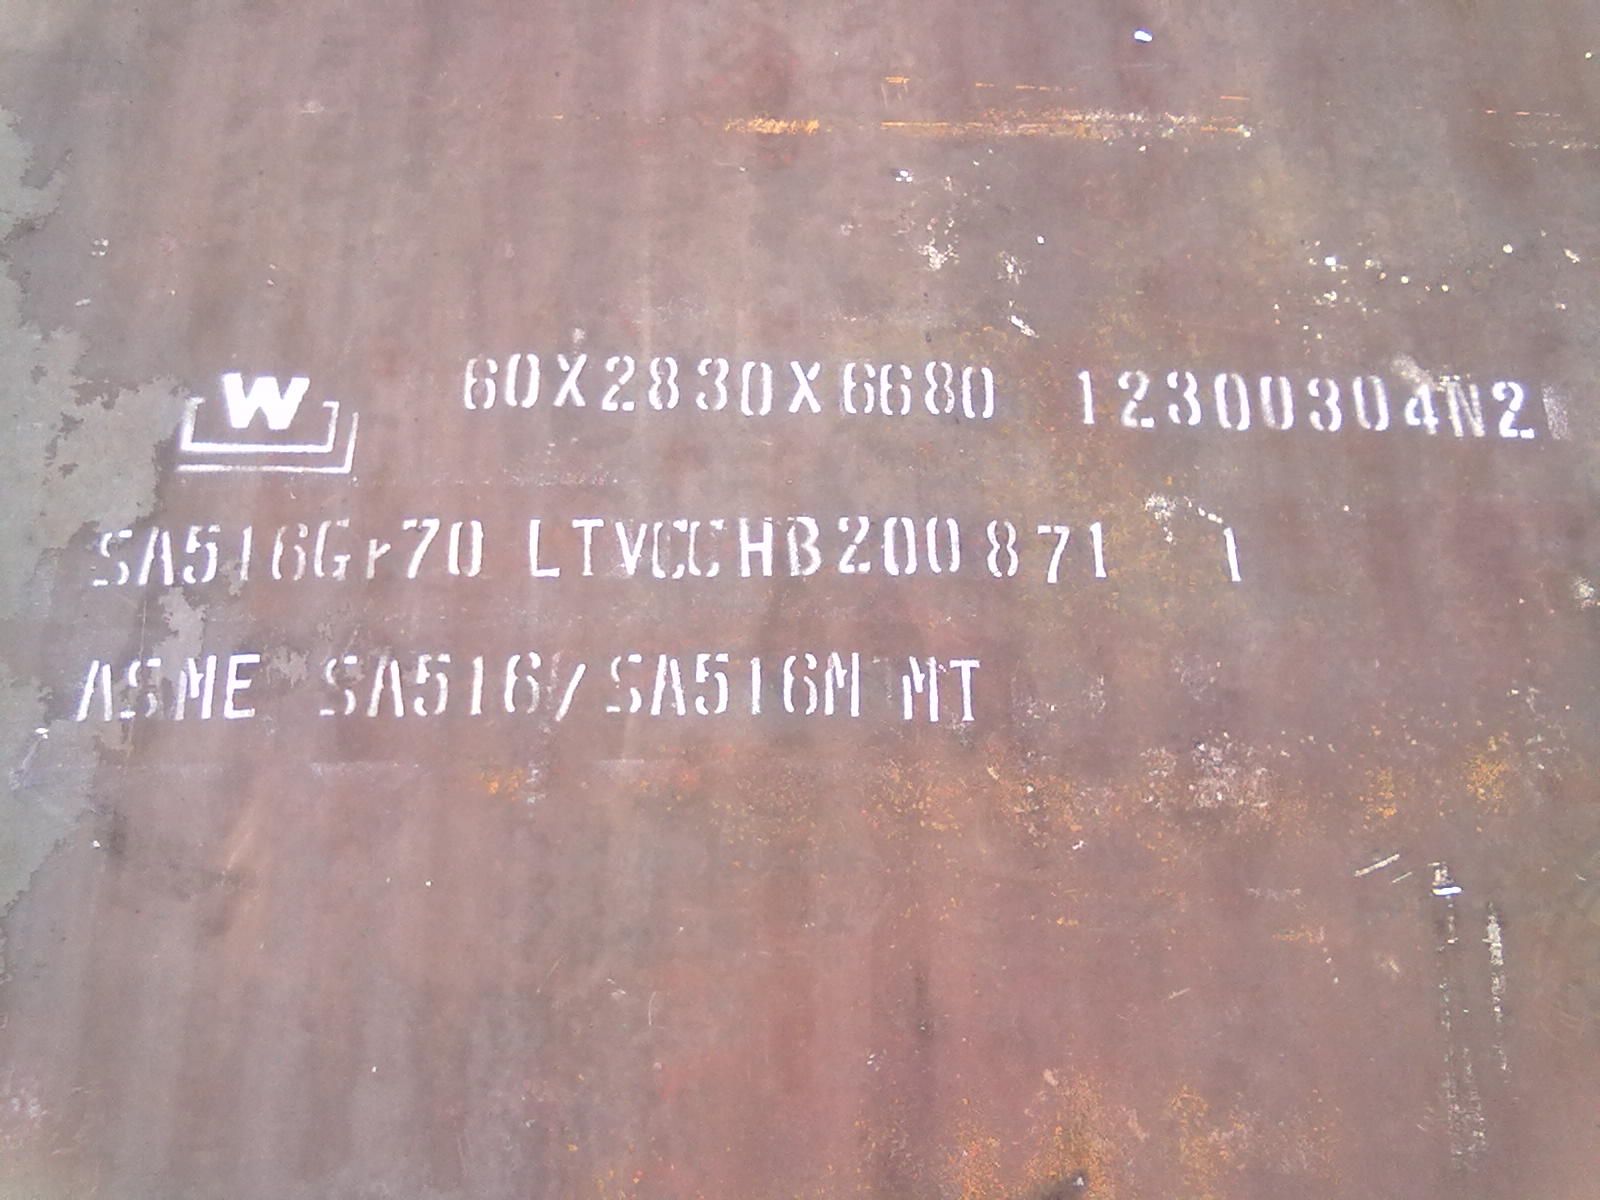 W 60X2830X6680 12300304N2
SA516Gr70 LTVCCHB200871 1
ASME SA516/SA516M MT